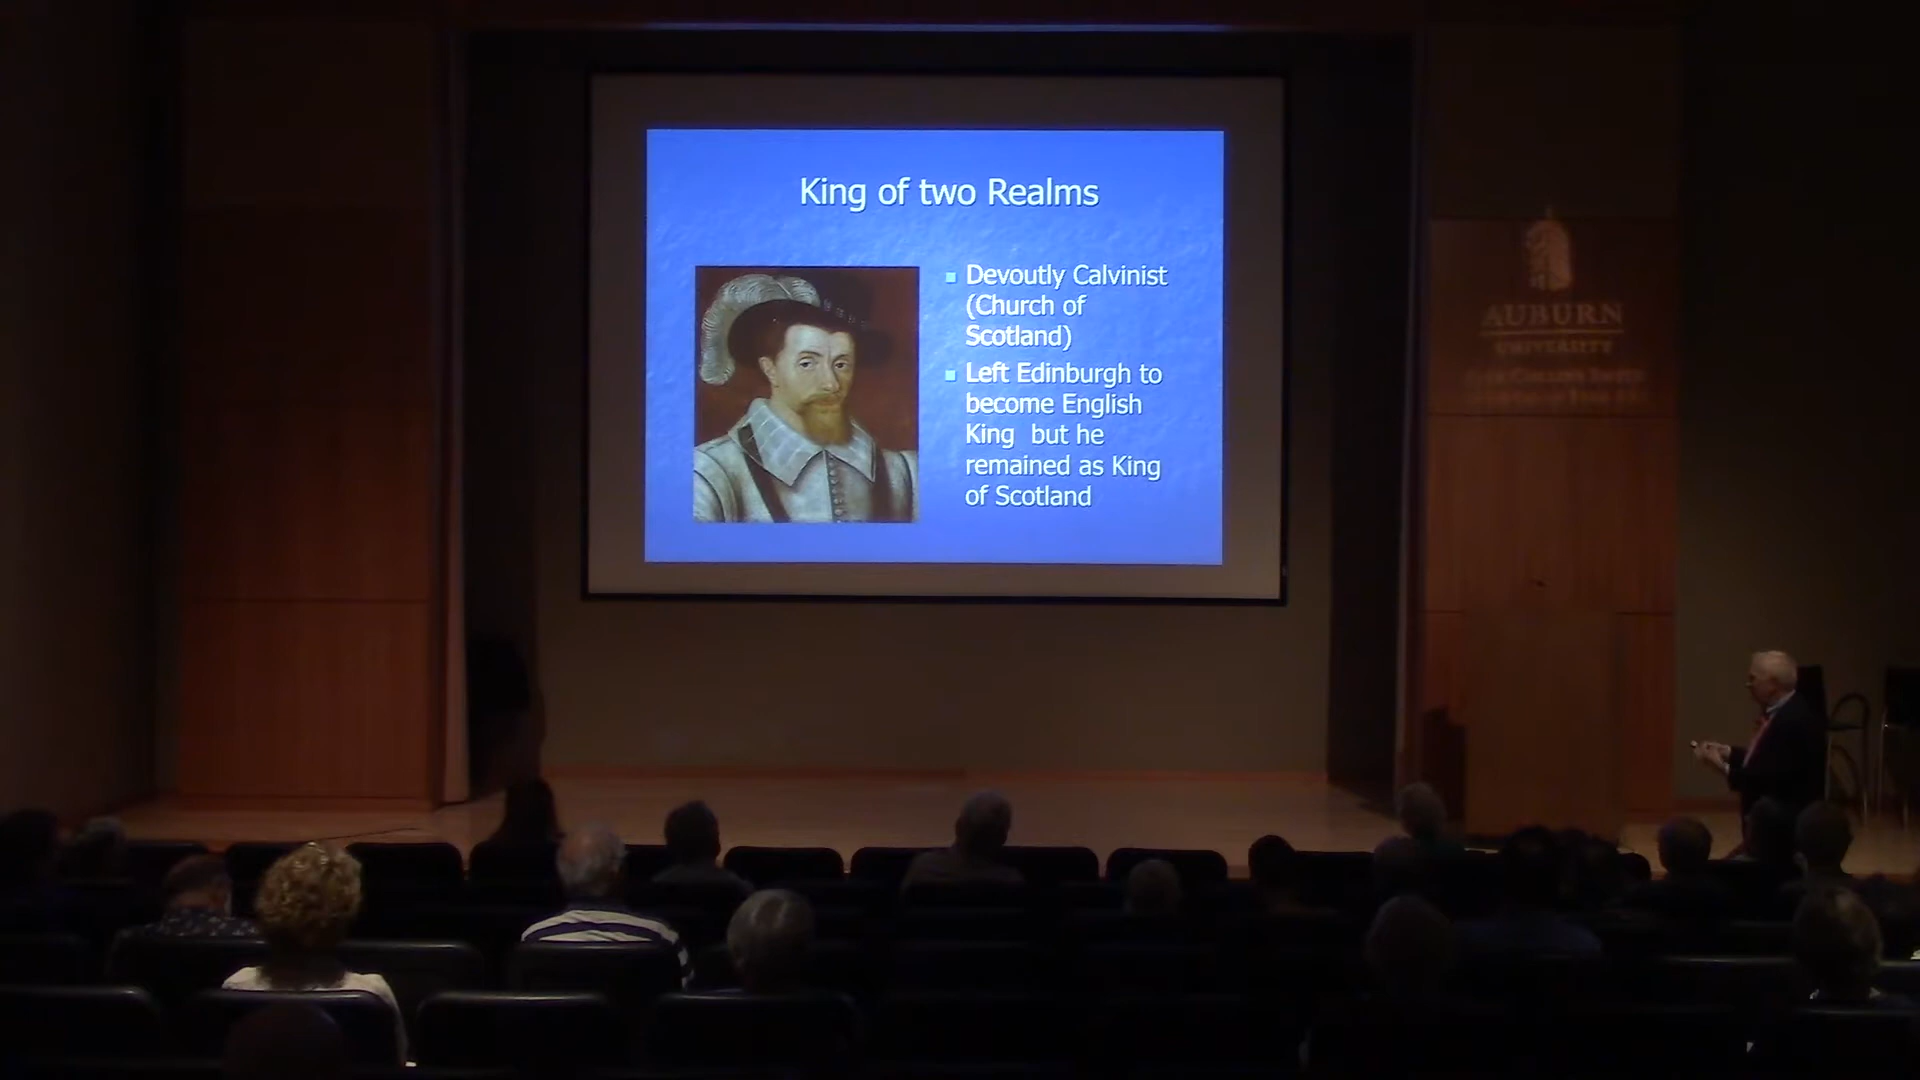 King of two Realms
Devoutly Calvinist
(Church of
Scotland)
Left Edinburgh to
become English
King but he
remained as King
of Scotland
AUBURN
UNIVERSITY